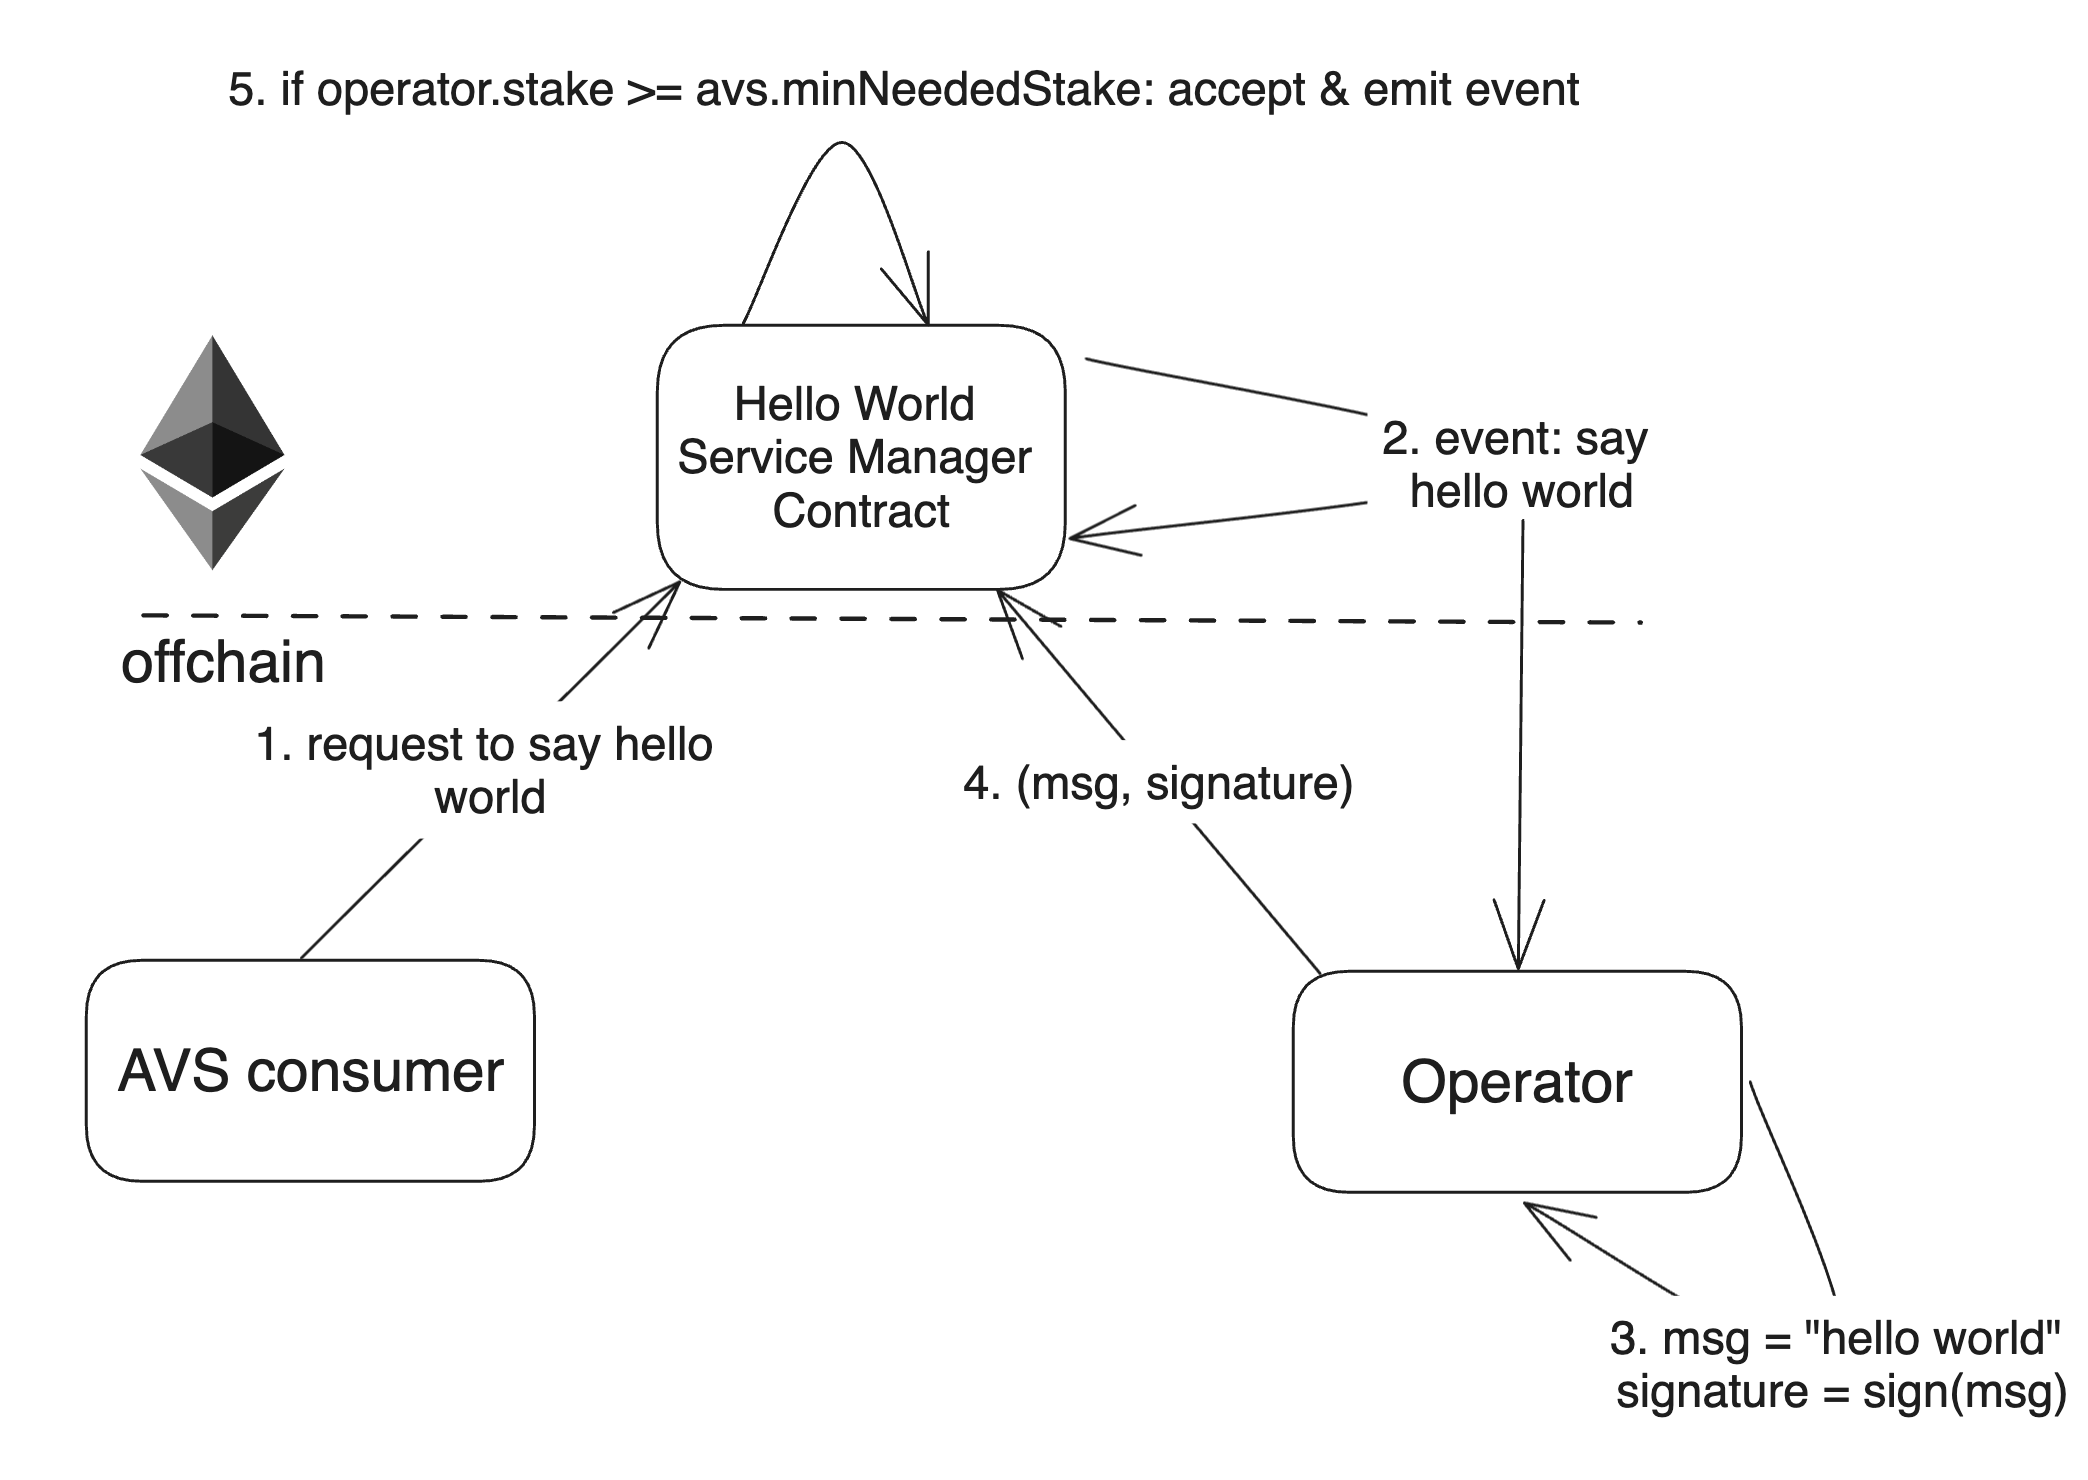 5. if operator.stake >= avs.minNeededStake: accept & emit event
Hello World
Service Manager
Contract
2. event: say
hello world
offchain
1. request to say hello
world
4. (msg, signature)
AVS consumer
Operator
3. msg = "hello world"
signature = sign(msg)